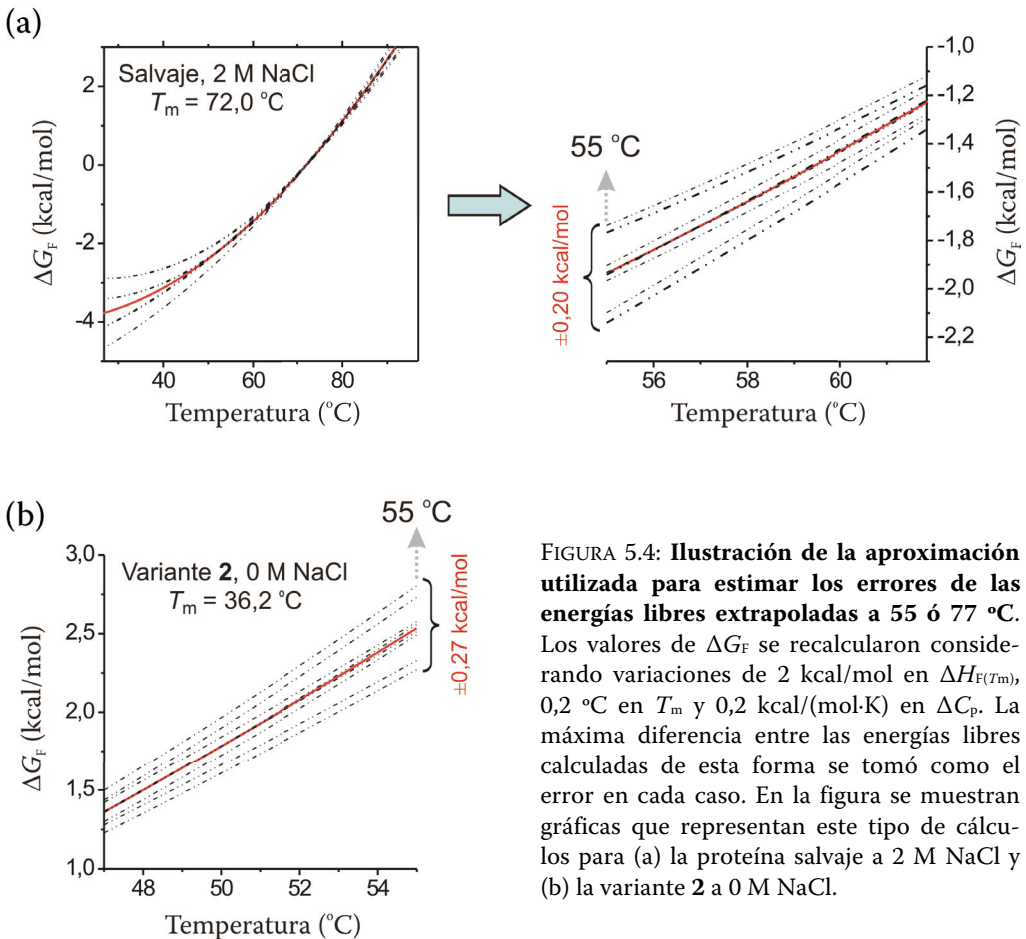 (a)
Salvaje, 2 M NaCl
Tm = 72,0 °C
2
0
-2
-4
ΔGF (kcal/mol)
40 60 80
Temperatura (°C)
55 °C
±0,20 kcal/mol
-1,0
-1,2
-1,4
-1,6
-1,8
-2,0
-2,2
ΔGF (kcal/mol)
56 58 60
Temperatura (°C)
(b)
55 °C
Variante 2, 0 M NaCl
Tm = 36,2 °C
±0,27 kcal/mol
3,0
2,5
2,0
1,5
1,0
ΔGF (kcal/mol)
48 50 52 54
Temperatura (°C)
FIGURA 5.4: Ilustración de la aproximación
utilizada para estimar los errores de las
energías libres extrapoladas a 55 ó 77 ºC.
Los valores de ΔGF se recalcularon conside-
rando variaciones de 2 kcal/mol en ΔHF(Tm),
0,2 ºC en Tm y 0,2 kcal/(mol·K) en ΔCp. La
máxima diferencia entre las energías libres
calculadas de esta forma se tomó como el
error en cada caso. En la figura se muestran
gráficas que representan este tipo de cálcu-
los para (a) la proteína salvaje a 2 M NaCl y
(b) la variante 2 a 0 M NaCl.